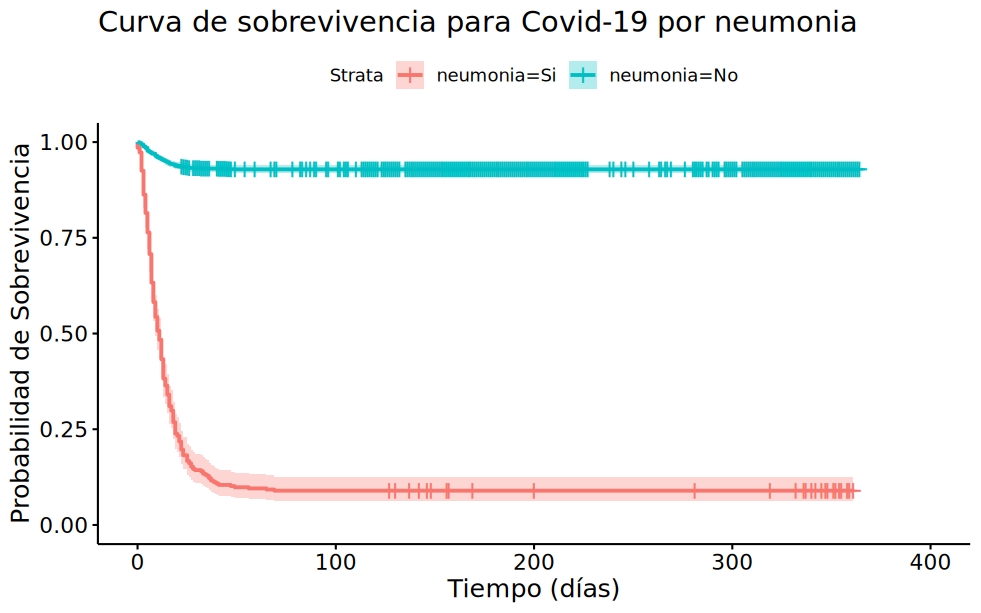 Curva de sobrevivencia para Covid-19 por neumonia
Strata neumonia=Si neumonia=No
Probabilidad de Sobrevivencia
1.00
0.75
0.50
0.25
0.00
0 100 200 300 400
Tiempo (días)